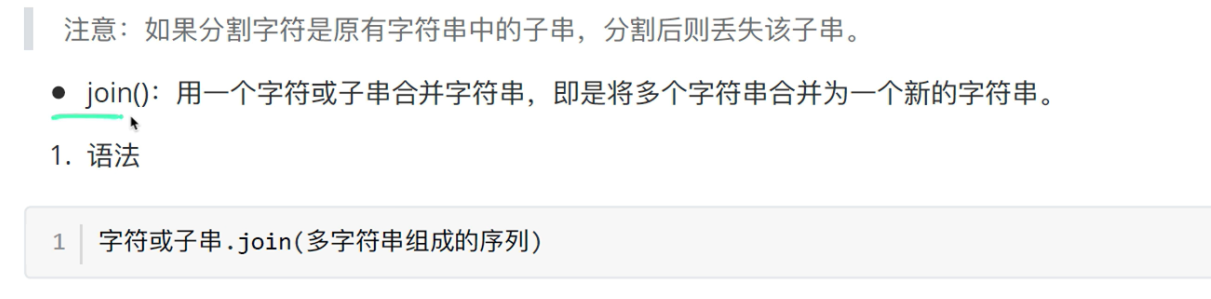 注意：如果分割字符是原有字符串中的子串，分割后则丢失该子串。
● join()：用一个字符或子串合并字符串，即是将多个字符串合并为一个新的字符串。
1. 语法
1 字符或子串.join(多字符串组成的序列)